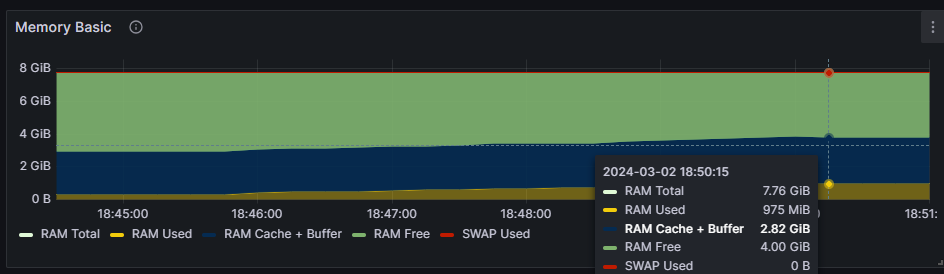 Memory Basic
8 GiB
6 GiB
4 GiB
2 GiB
0 B
18:45:00 18:46:00 18:47:00 18:48:00 18:51:
2024-03-02 18:50:15
RAM Total 7.76 GiB
RAM Used 975 MiB
RAM Cache + Buffer 2.82 GiB
RAM Free 4.00 GiB
SWAP Used 0 B
RAM Total RAM Used RAM Cache + Buffer RAM Free SWAP Used